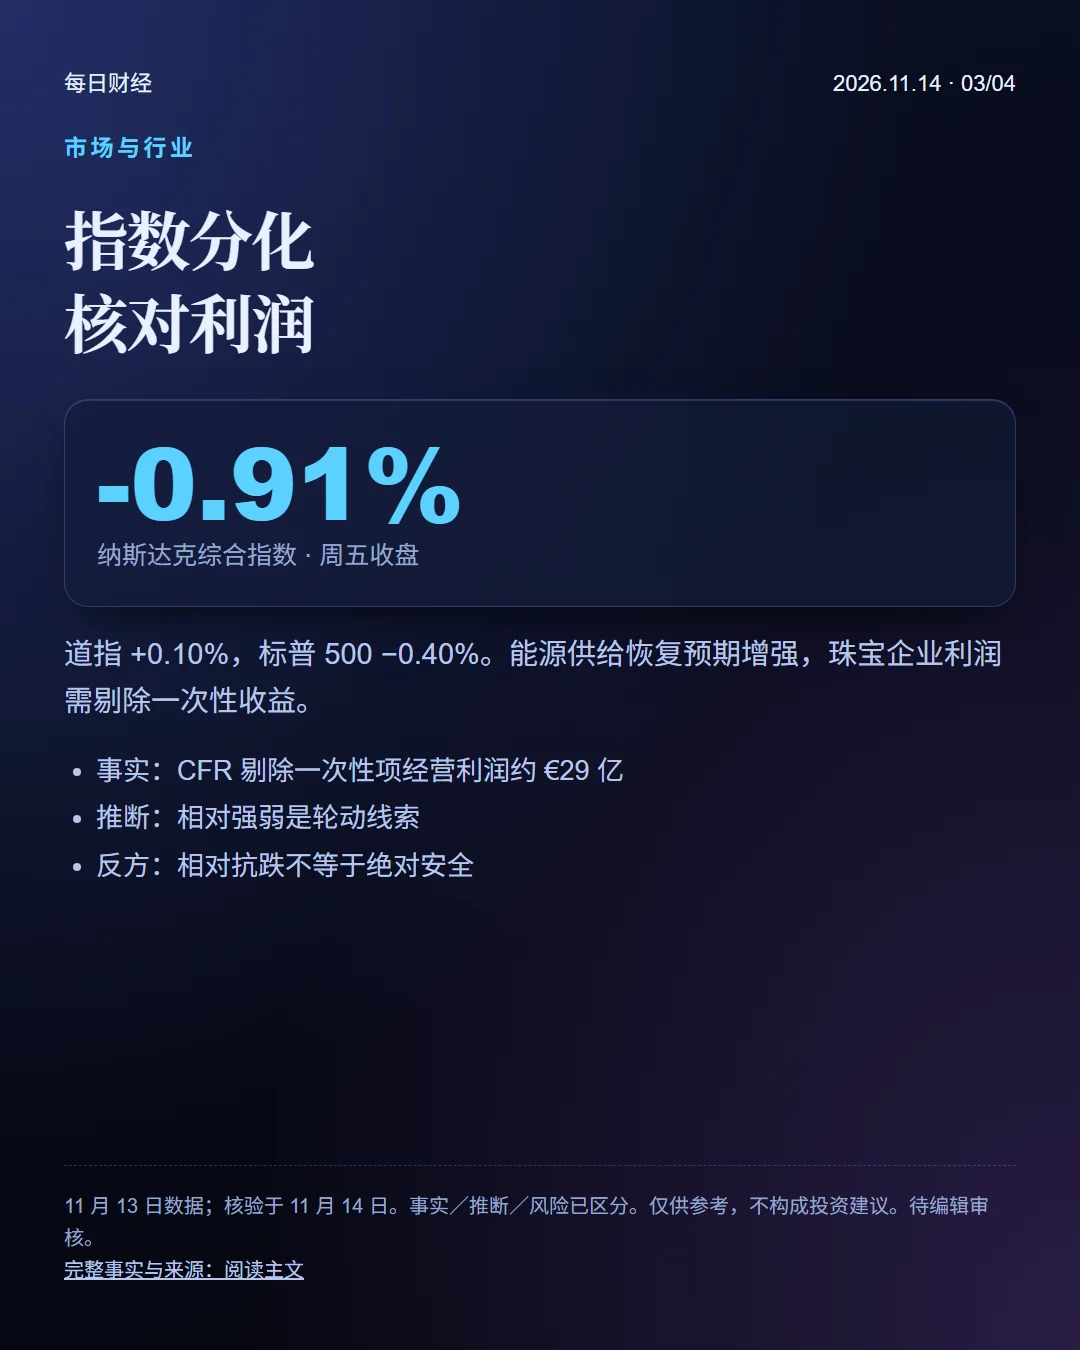 每日财经
2026.11.14 · 03/04
市场与行业
指数分化
核对利润
-0.91%
纳斯达克综合指数 · 周五收盘
道指 +0.10%，标普 500 −0.40%。能源供给恢复预期增强，珠宝企业利润
需剔除一次性收益。
• 事实：CFR 剔除一次性项经营利润约 €29 亿
• 推断：相对强弱是轮动线索
• 反方：相对抗跌不等于绝对安全
11 月 13 日数据；核验于 11 月 14 日。事实／推断／风险已区分。仅供参考，不构成投资建议。待编辑审
核。
完整事实与来源：阅读主文